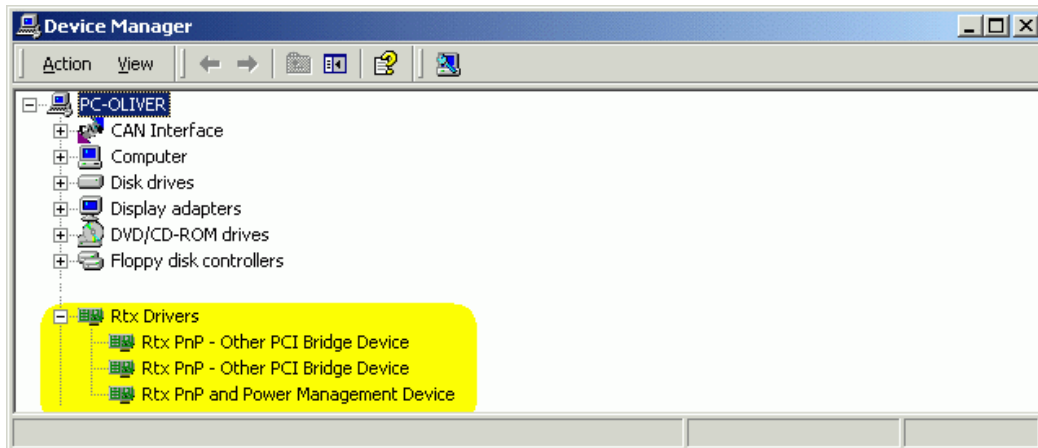 Device Manager
Action View
PC-OLIVER
CAN Interface
Computer
Disk drives
Display adapters
DVD/CD-ROM drives
Floppy disk controllers
Rtx Drivers
Rtx PnP - Other PCI Bridge Device
Rtx PnP - Other PCI Bridge Device
Rtx PnP and Power Management Device